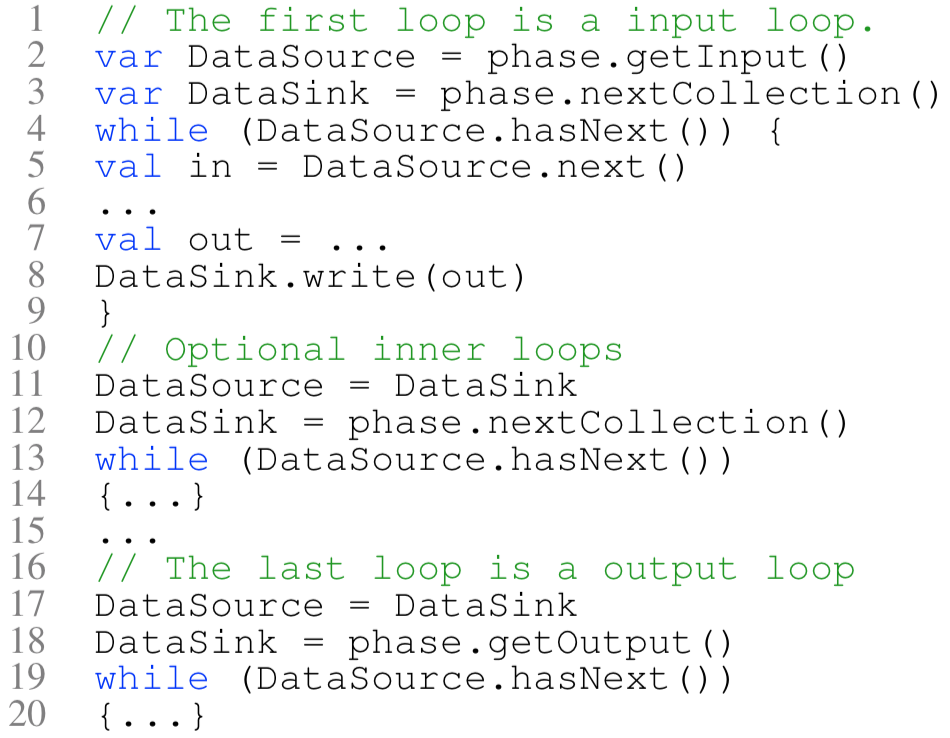 1 // The first loop is a input loop.
2 var DataSource = phase.getInput()
3 var DataSink = phase.nextCollection()
4 while (DataSource.hasNext()) {
5 val in = DataSource.next()
6 ...
7 val out = ...
8 DataSink.write(out)
9 }
10 // Optional inner loops
11 DataSource = DataSink
12 DataSink = phase.nextCollection()
13 while (DataSource.hasNext())
14 {...}
15 ...
16 // The last loop is a output loop
17 DataSource = DataSink
18 DataSink = phase.getOutput()
19 while (DataSource.hasNext())
20 {...}